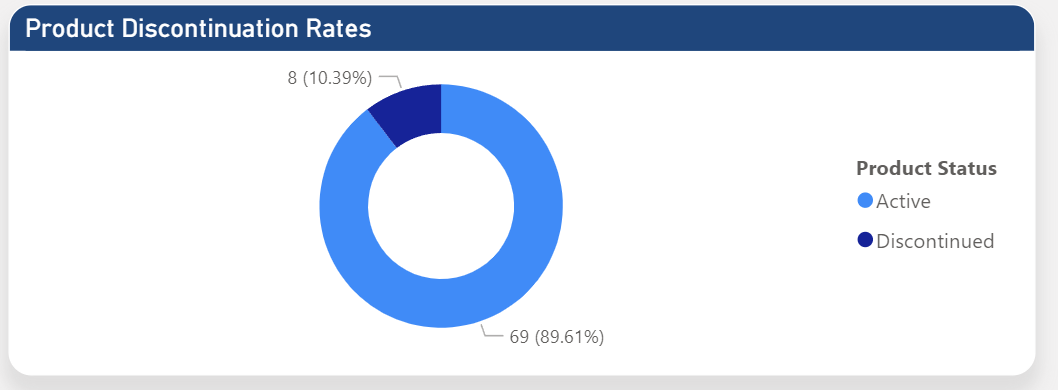 Product Discontinuation Rates
8 (10.39%)
Product Status
Active
Discontinued
69 (89.61%)